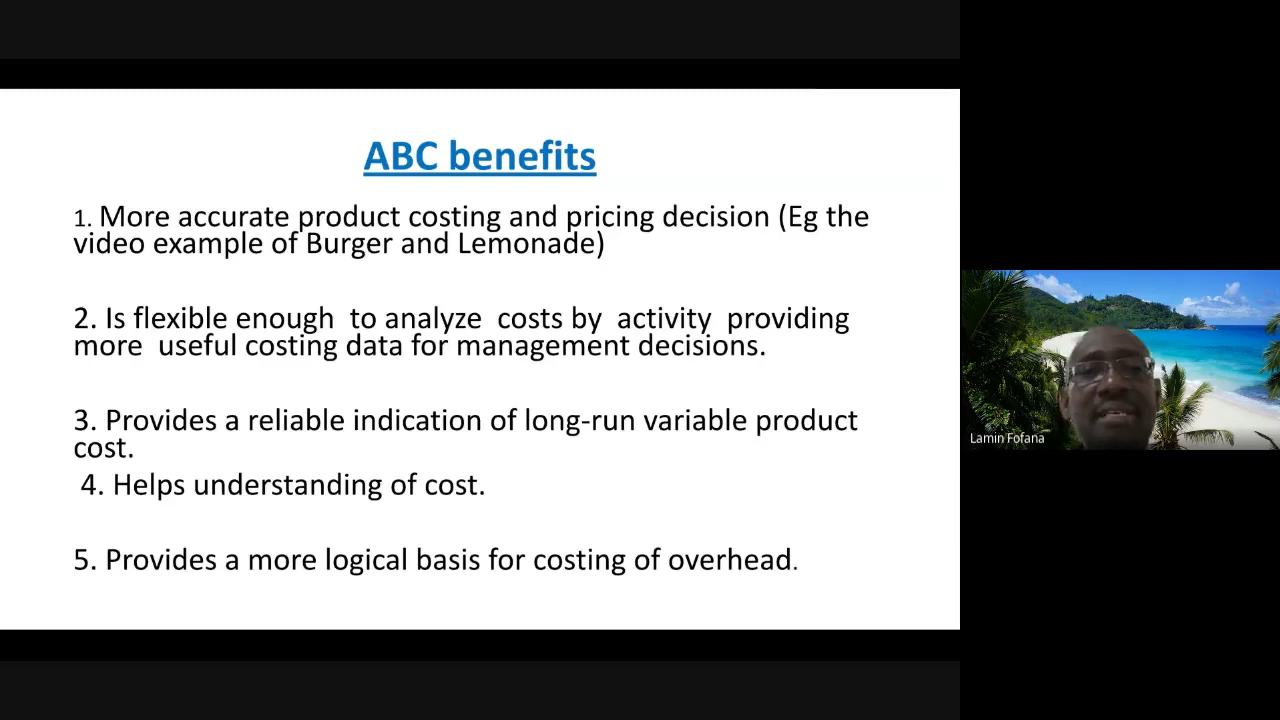 ABC benefits
1. More accurate product costing and pricing decision (Eg the
video example of Burger and Lemonade)
2. Is flexible enough  to analyze  costs by  activity  providing
more  useful costing data for management decisions.
3. Provides a reliable indication of long-run variable product
cost.
4. Helps understanding of cost.
5. Provides a more logical basis for costing of overhead.
Lamin Fofana